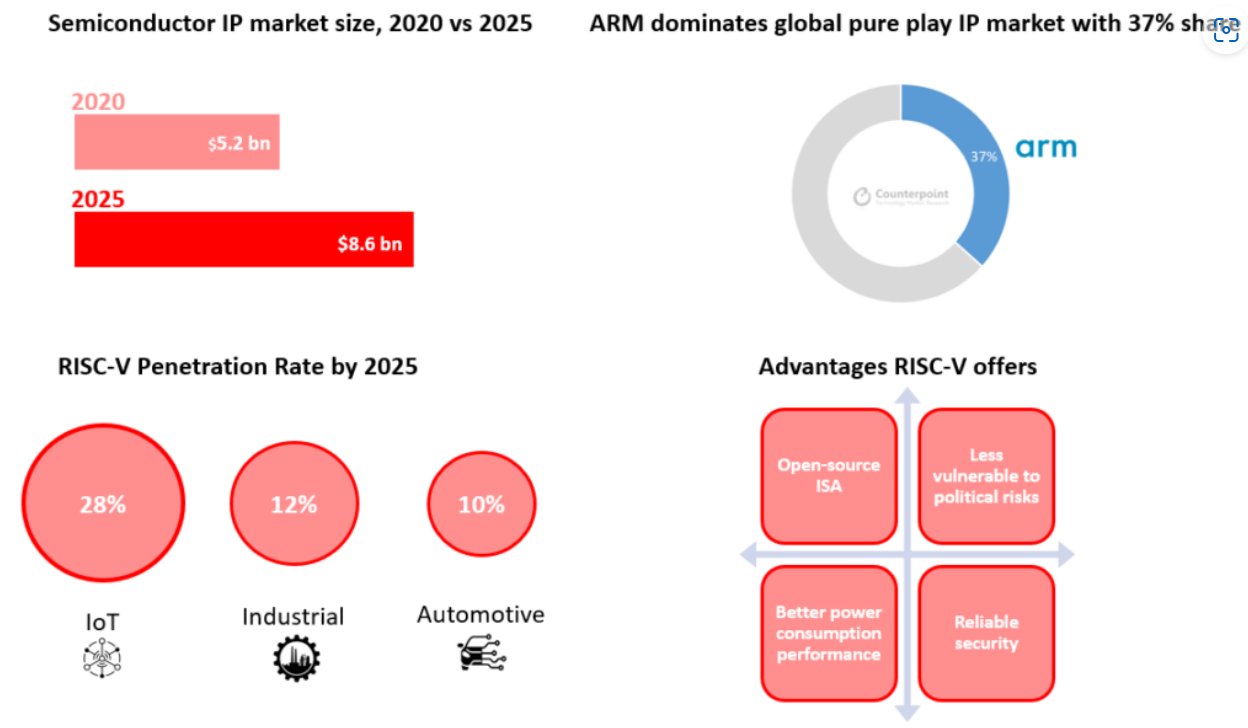 Semiconductor IP market size, 2020 vs 2025
2020
$5.2 bn
2025
$8.6 bn
ARM dominates global pure play IP market with 37% share
37%
arm
Counterpoint
Technology Market Research
RISC-V Penetration Rate by 2025
28%
12%
10%
IoT
Industrial
Automotive
Advantages RISC-V offers
Open-source
ISA
Less
vulnerable to
political risks
Better power
consumption
performance
Reliable
security